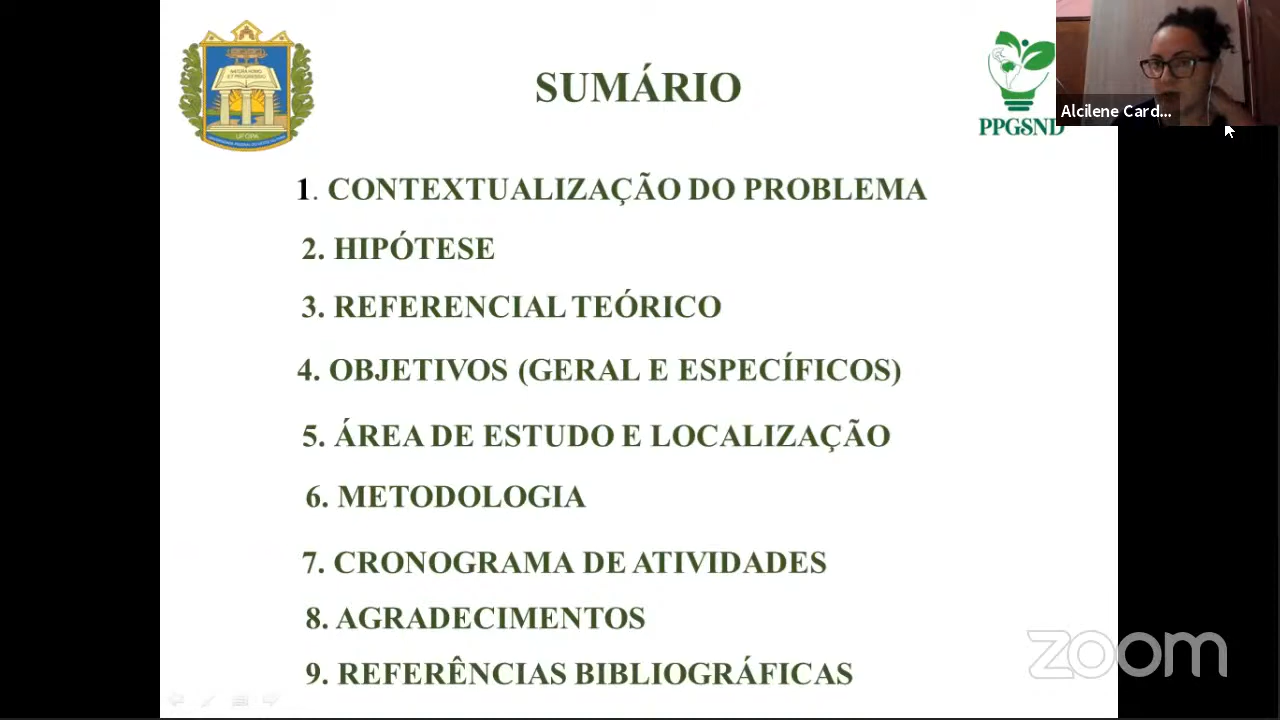 SUMÁRIO
PPGSND
Alcilene Card...
1. CONTEXTUALIZAÇÃO DO PROBLEMA
2. HIPÓTESE
3. REFERENCIAL TEÓRICO
4. OBJETIVOS (GERAL E ESPECÍFICOS)
5. ÁREA DE ESTUDO E LOCALIZAÇÃO
6. METODOLOGIA
7. CRONOGRAMA DE ATIVIDADES
8. AGRADECIMENTOS
9. REFERÊNCIAS BIBLIOGRÁFICAS
zoom